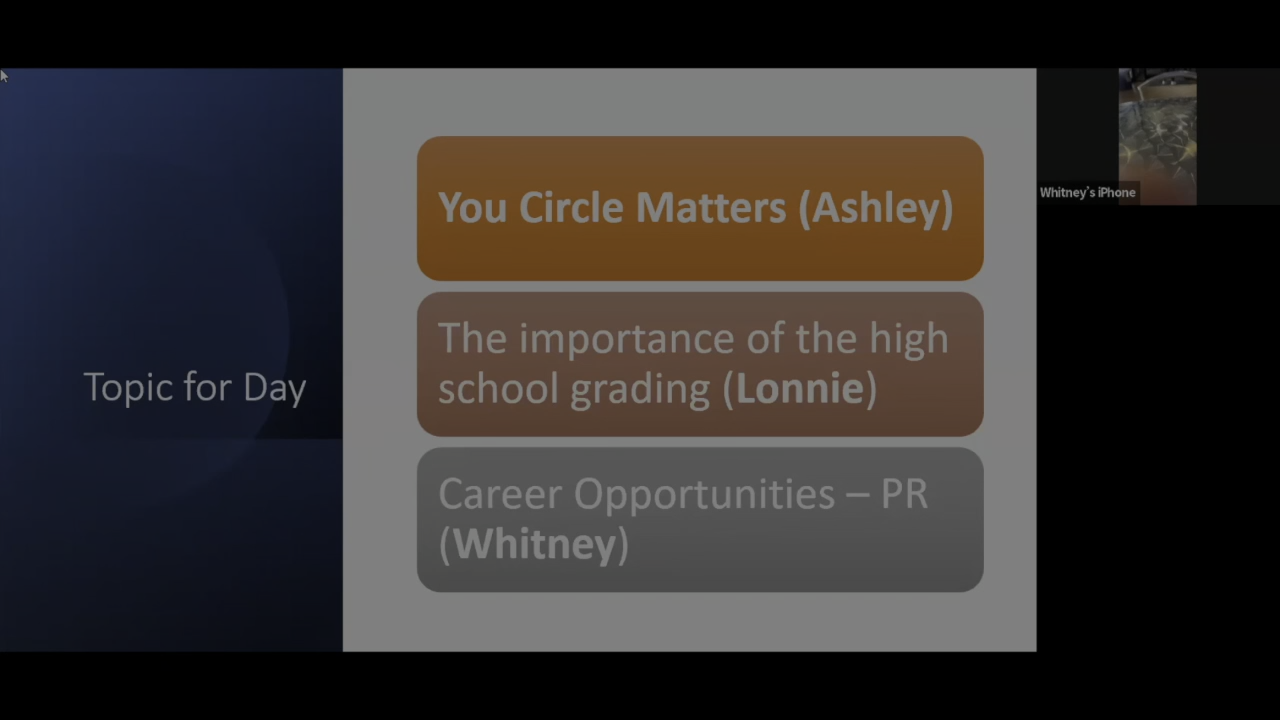 Topic for Day
You Circle Matters (Ashley)
The importance of the high
school grading (Lonnie)
Career Opportunities – PR
(Whitney)
Whitney's iPhone